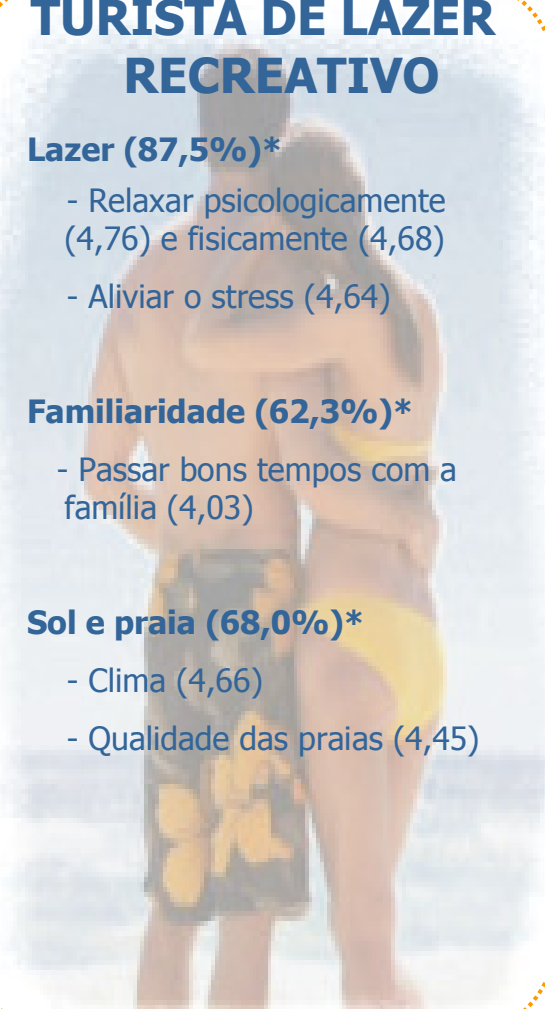 TURISTA DE LAZER
RECREATIVO
Lazer (87,5%)*
- Relaxar psicologicamente
(4,76) e fisicamente (4,68)
- Aliviar o stress (4,64)
Familiaridade (62,3%)*
- Passar bons tempos com a
família (4,03)
Sol e praia (68,0%)*
- Clima (4,66)
- Qualidade das praias (4,45)